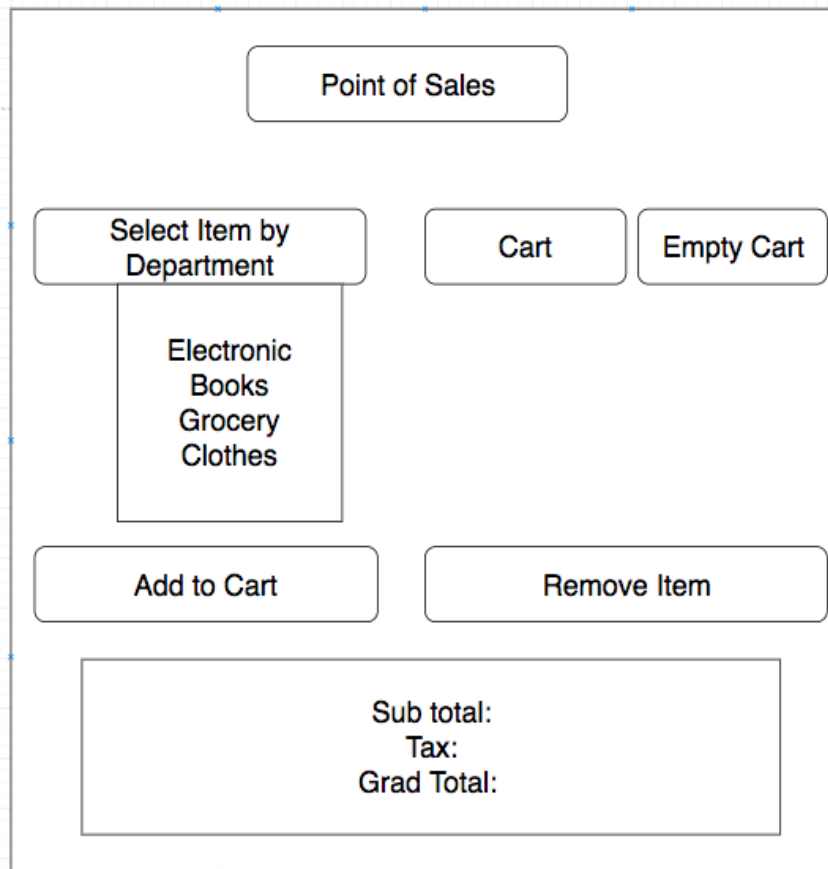 Point of Sales
Select Item by
Department
Cart
Empty Cart
Electronic
Books
Grocery
Clothes
Add to Cart
Remove Item
Sub total:
Tax:
Grad Total: